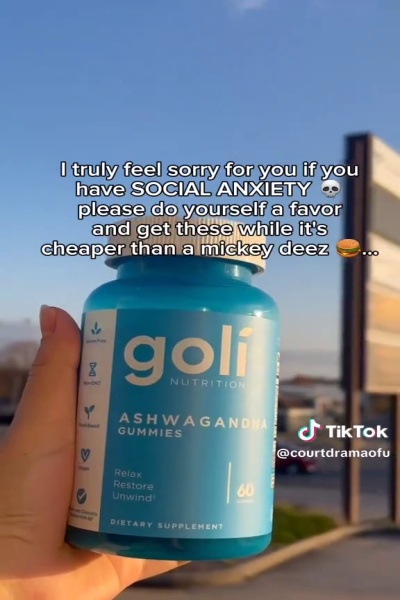 I truly feel sorry for you if you
have SOCIAL ANXIETY 💀
please do yourself a favor
and get these while it's
cheaper than a mickey deez 🍔...
goli
NUTRITION
ASHWAGANDHA
GUMMIES
Relax
Restore
Unwind
60
DIETARY SUPPLEMENT
TikTok
@courtdramaofu